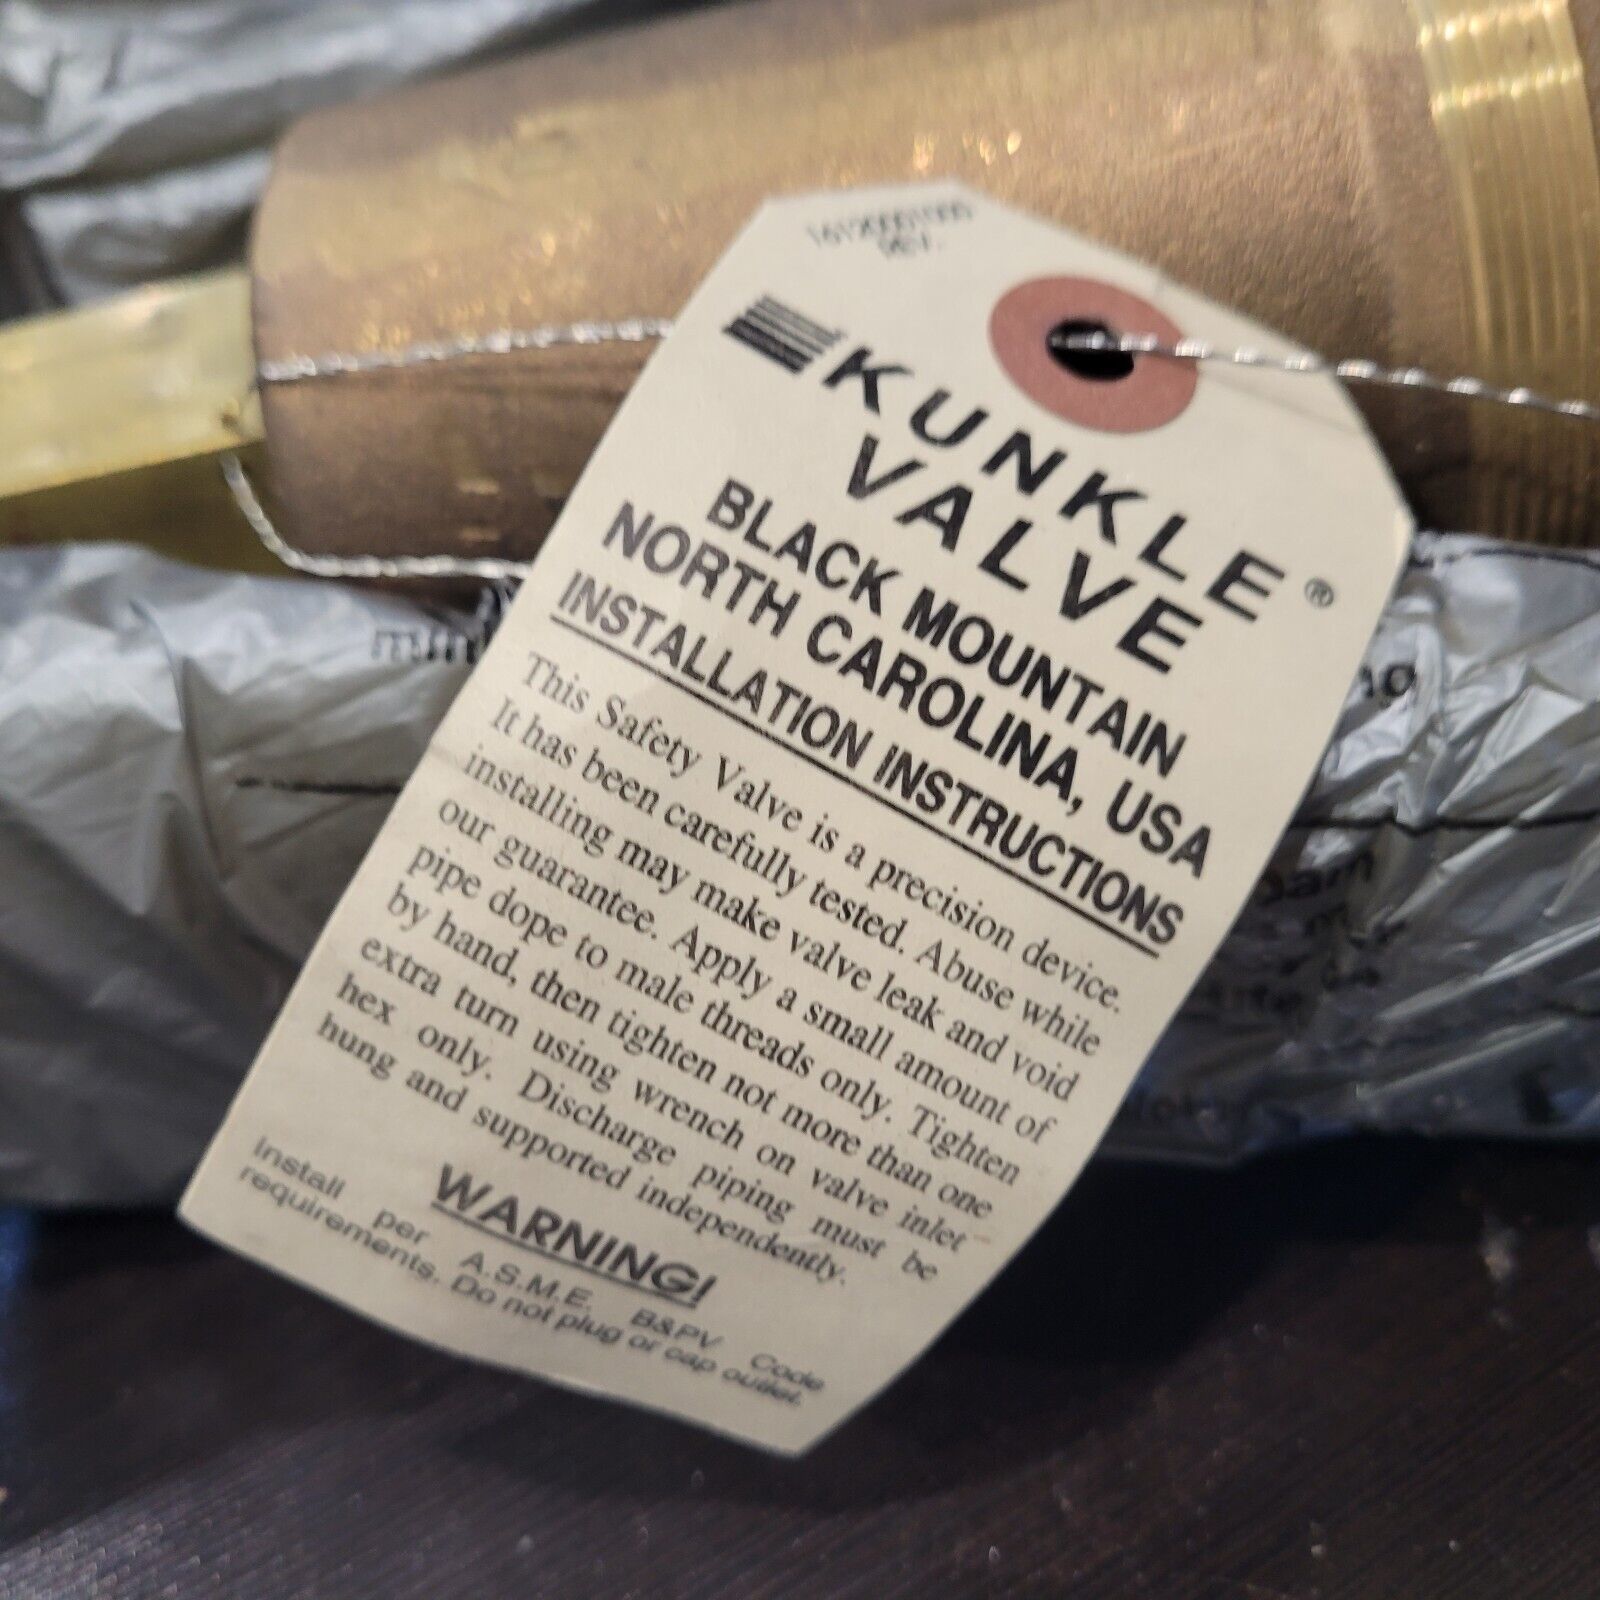 REV.
KUNKLE®
VALVE
BLACK MOUNTAIN
NORTH CAROLINA, USA
INSTALLATION INSTRUCTIONS
This Safety Valve is a precision device.
It has been carefully tested. Abuse while
installing may make valve leak and void
our guarantee. Apply a small amount of
pipe dope to male threads only. Tighten
by hand, then tighten not more than one
extra turn using wrench on valve inlet
hex only. Discharge piping must be
hung and supported independently.
WARNING!
Install per A.S.M.E. B&PV Code
requirements. Do not plug or cap outlet.